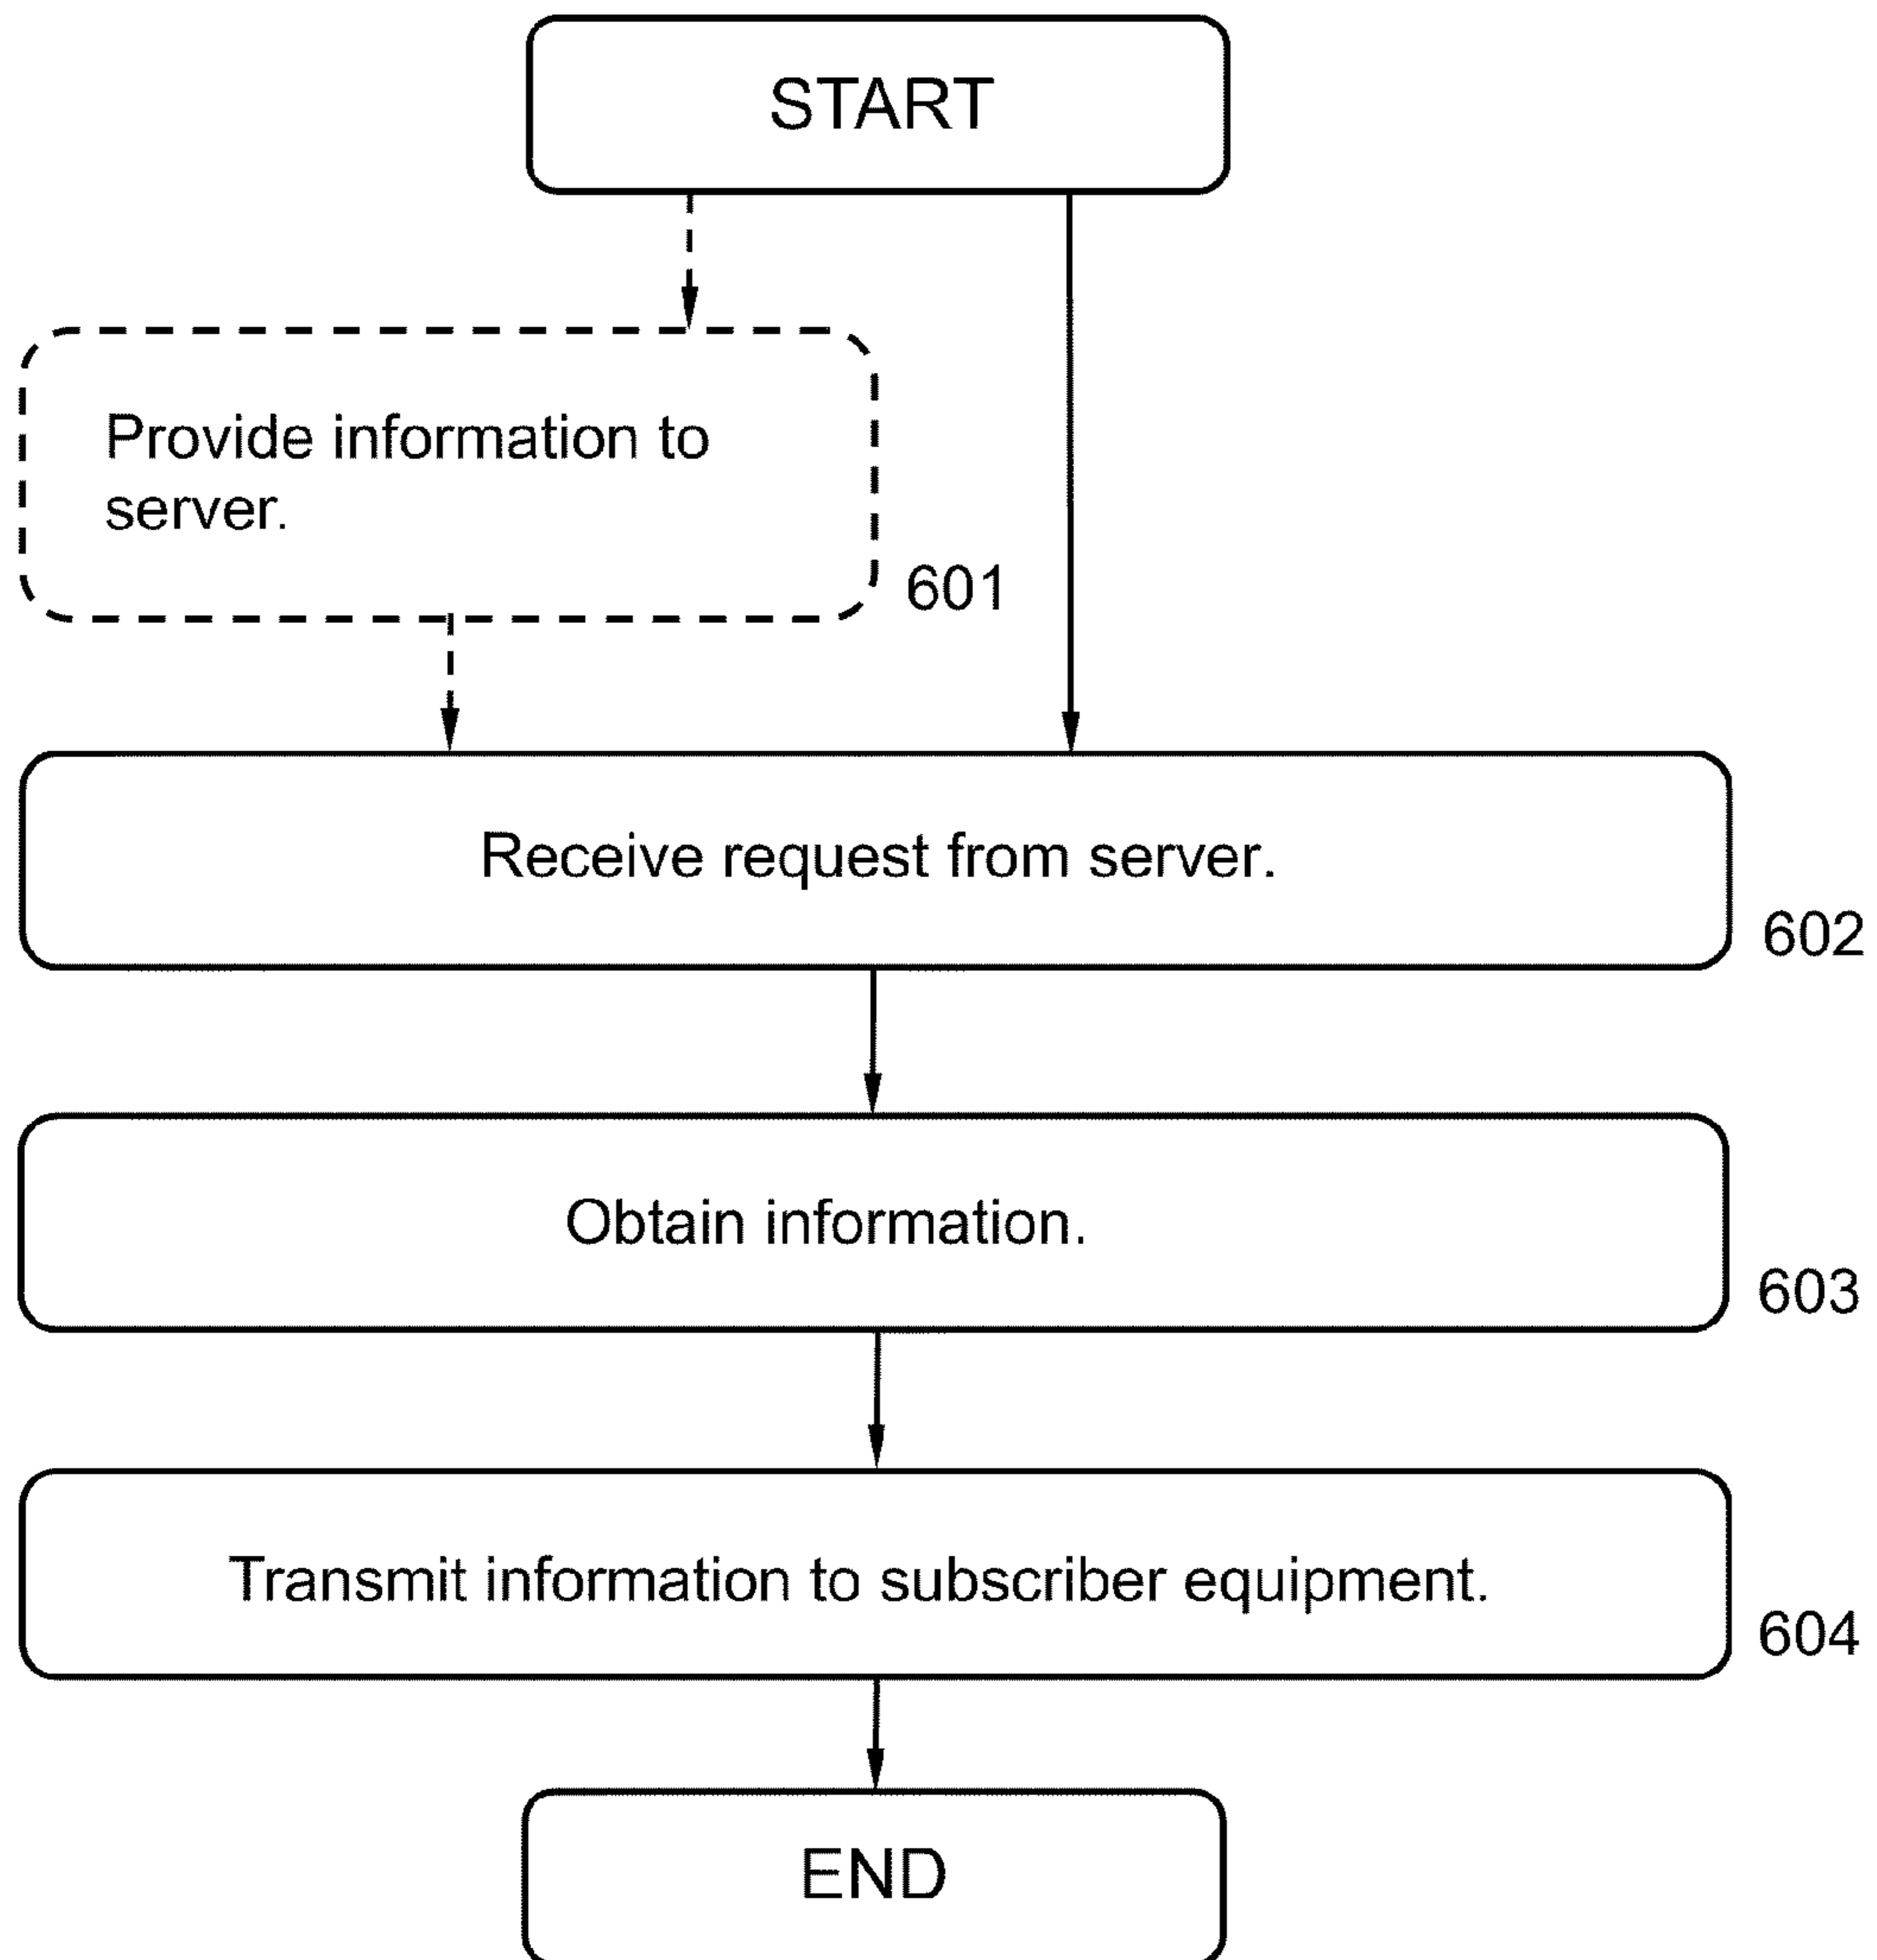 START
Provide information to
server.
601
Receive request from server.
602
Obtain information.
603
Transmit information to subscriber equipment.
604
END